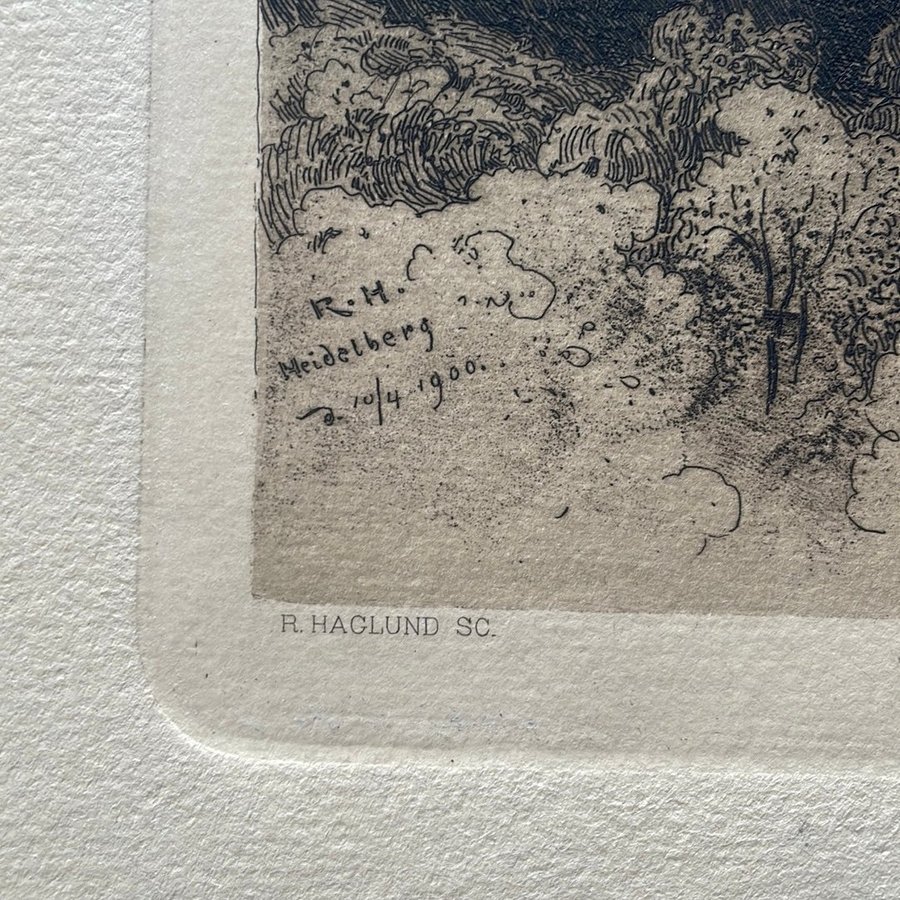 R. H.
Heidelberg
d. 10/4 1900.
R. HAGLUND SC.